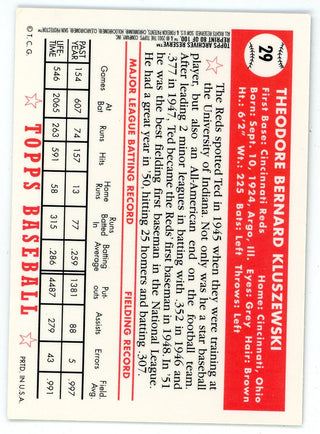 29
THEODORE BERNARD KLUSZEWSKI
First Base: Cincinnati Reds Home: Cincinnati, Ohio
Born: Sept. 10, 1924, Argo, Ill. Eyes: Grey Hair: Brown
Ht.: 6'2" Wt.: 225 Bats: Left Throws: Left
The Reds spotted Ted in 1945 when they were training at
the University of Indiana. Not only was he a star baseball
player, but also an All-American end on the football team.
After leading 2 minor leagues in batting with .352 in 1946 and
.377 in 1947, Ted became the Reds' first baseman in 1948. In '51
he was the best fielding first baseman in the National League.
He had a great year in '50, hitting 25 homers and batting .307.
MAJOR LEAGUE BATTING RECORD FIELDING RECORD
Games At Bat Runs Hits Home Runs Runs Batted In Batting Average Put-outs Assists Errors Field. Avg.
PAST YEAR 154 607 74 157 13 77 .259 1381 88 5 .997
LIFE-TIME 546 2065 263 591 58 315 .286 4487 279 43 .991
TOPPS BASEBALL
TOPPS ARCHIVES RESERVE
REPRINT 80 OF 100
© T. C. G. PRTD. IN U.S.A.